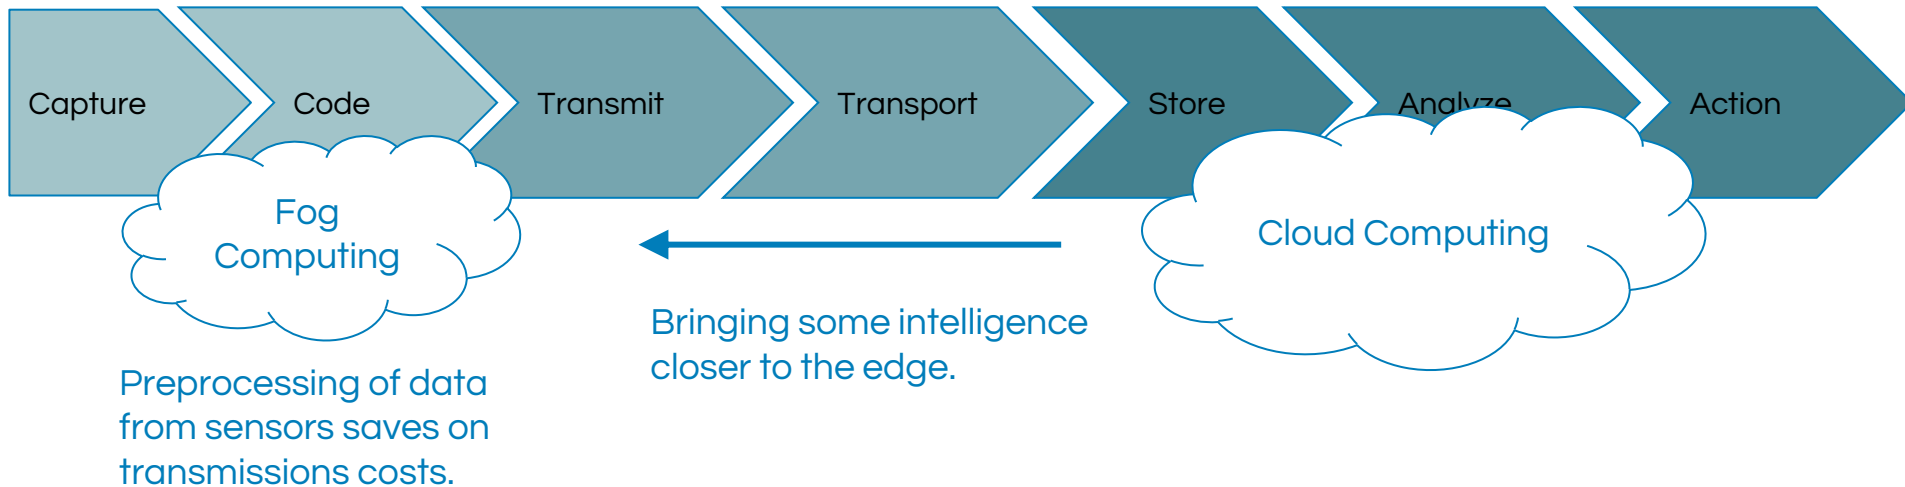 Capture
Code
Transmit
Transport
Store
Analyze
Action
Fog
Computing
Cloud Computing
Bringing some intelligence
closer to the edge.
Preprocessing of data
from sensors saves on
transmissions costs.